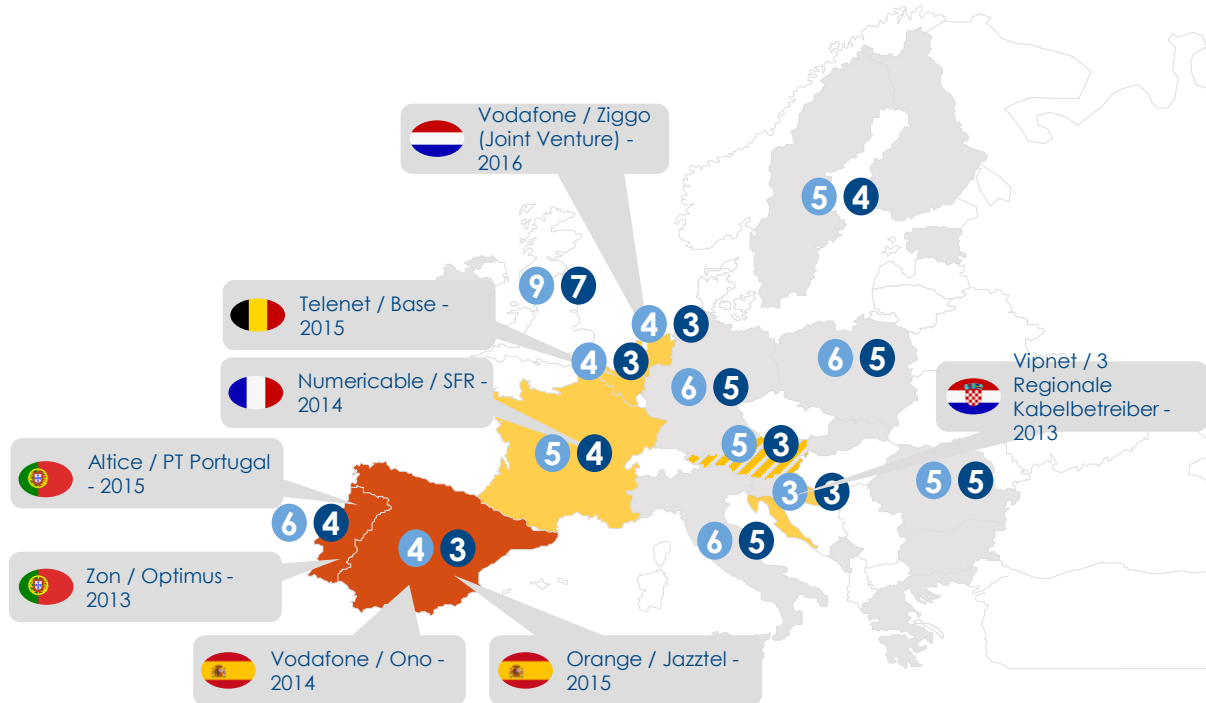 Vodafone / Ziggo
(Joint Venture) -
2016
5 4
9 7
Telenet / Base -
2015
4 3
4 3
6 5
Vipnet / 3
Regionale
Kabelbetreiber -
2013
Numericable / SFR -
2014
6 5
5 3
5 4
Altice / PT Portugal
- 2015
5 5
3 3
6 4
4 3
6 5
Zon / Optimus -
2013
Vodafone / Ono -
2014
Orange / Jazztel -
2015